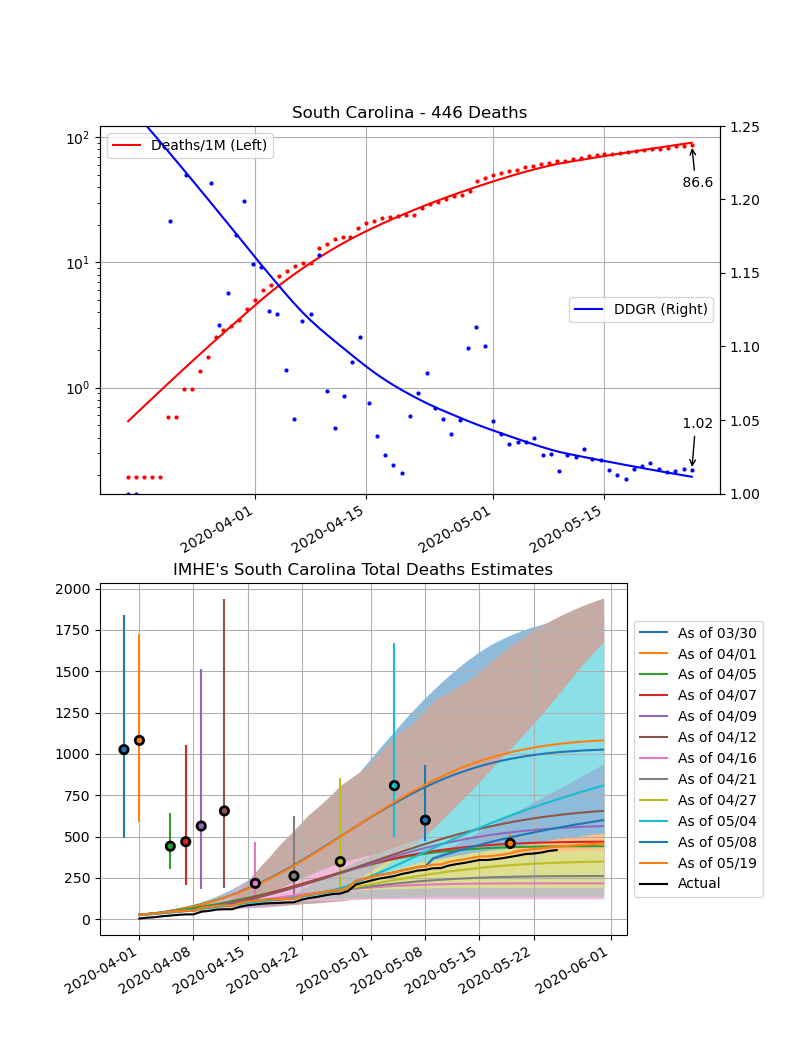 South Carolina - 446 Deaths
Deaths/1M (Left)
DDGR (Right)
86.6
1.02
10²
10¹
10⁰
1.25
1.20
1.15
1.10
1.05
1.00
2020-04-01
2020-04-15
2020-05-01
2020-05-15
IMHE's South Carolina Total Deaths Estimates
2000
1750
1500
1250
1000
750
500
250
0
2020-04-01
2020-04-08
2020-04-15
2020-04-22
2020-05-01
2020-05-08
2020-05-15
2020-05-22
2020-06-01
As of 03/30
As of 04/01
As of 04/05
As of 04/07
As of 04/09
As of 04/12
As of 04/16
As of 04/21
As of 04/27
As of 05/04
As of 05/08
As of 05/19
Actual